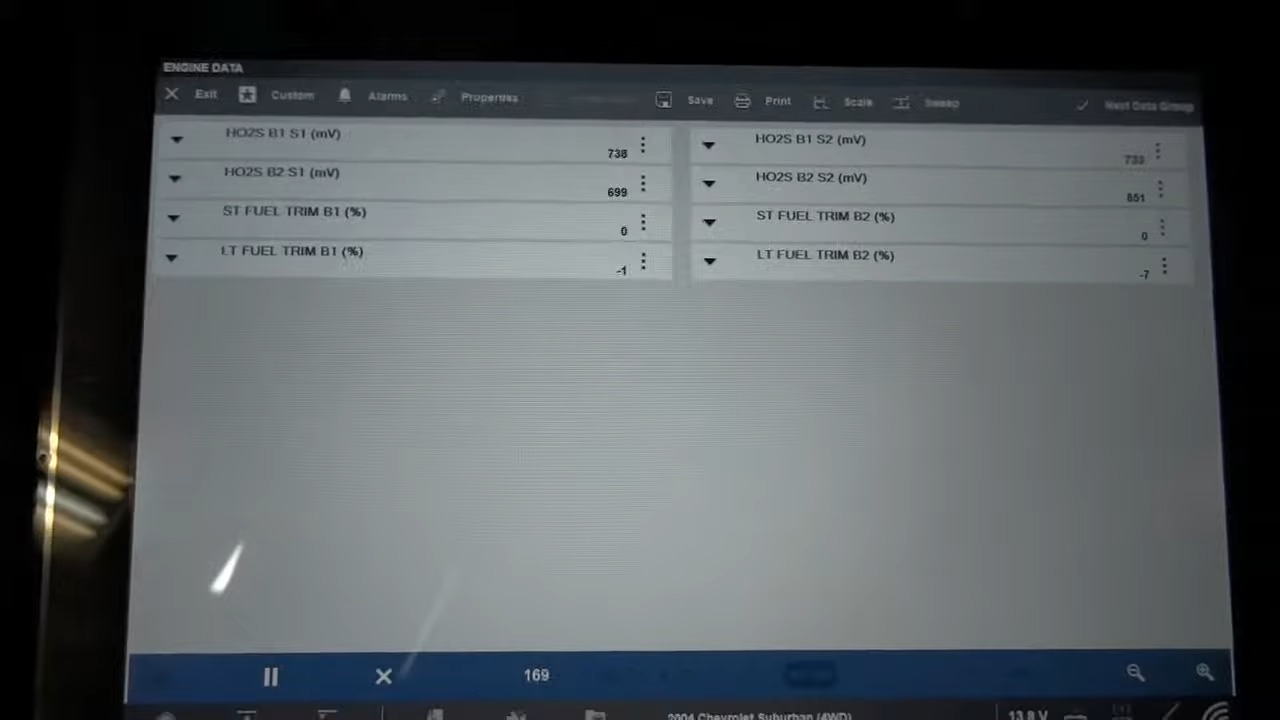 ENGINE DATA
Exit Custom Alarms Properties Save Print Scale Sweep Next Data Group
HO2S B1 S1 (mV) 738
HO2S B1 S2 (mV)
HO2S B2 S1 (mV) 699
HO2S B2 S2 (mV) 651
ST FUEL TRIM B1 (%) 0
ST FUEL TRIM B2 (%) 0
LT FUEL TRIM B1 (%) -1
LT FUEL TRIM B2 (%) -7
169
2004 Chevrolet Suburban (4WD) 13.8 V